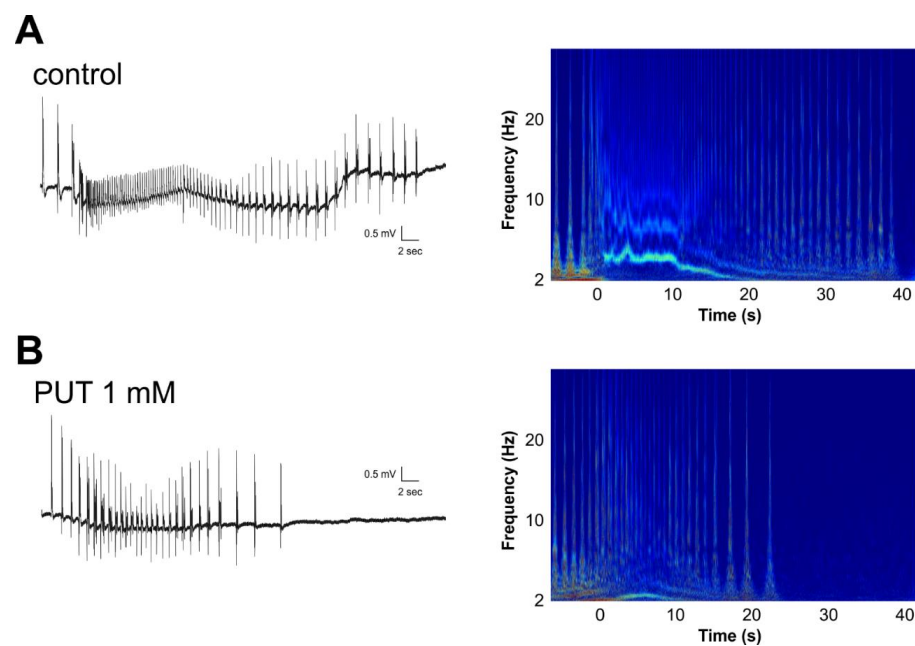 A
control
0.5 mV
2 sec
Frequency (Hz)
20
10
2
0 10 20 30 40
Time (s)
B
PUT 1 mM
0.5 mV
2 sec
Frequency (Hz)
20
10
2
0 10 20 30 40
Time (s)